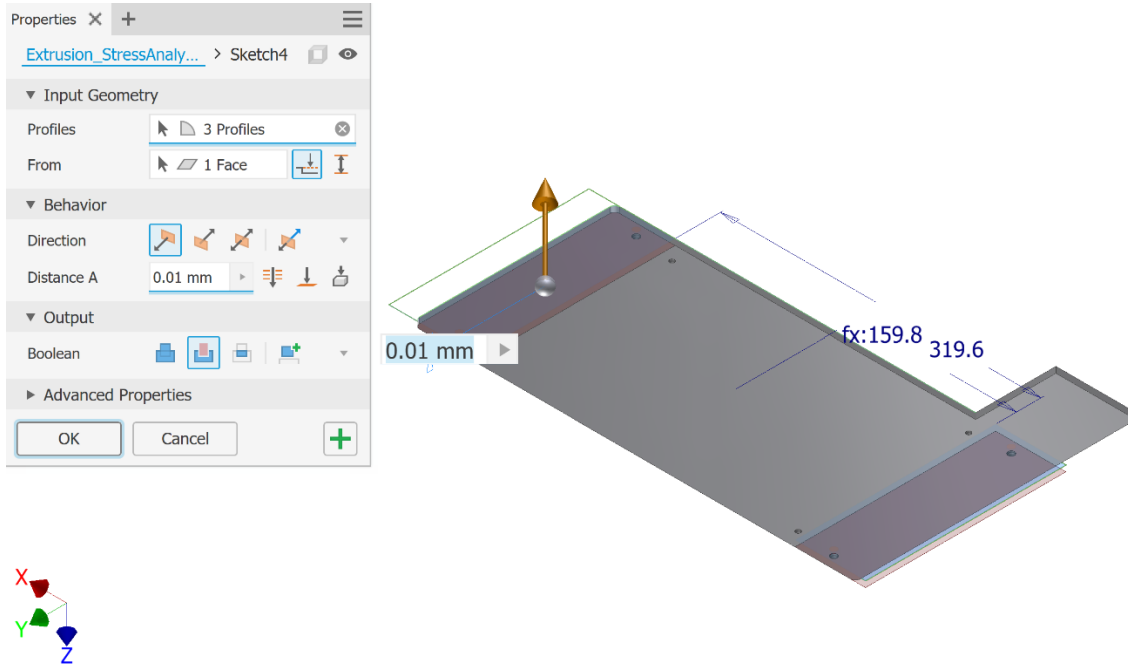 Properties
Extrusion_StressAnaly... > Sketch4
Input Geometry
Profiles 3 Profiles
From 1 Face
Behavior
Direction
Distance A 0.01 mm
Output
Boolean
Advanced Properties
OK Cancel
0.01 mm
fx:159.8
319.6
X
Y
Z